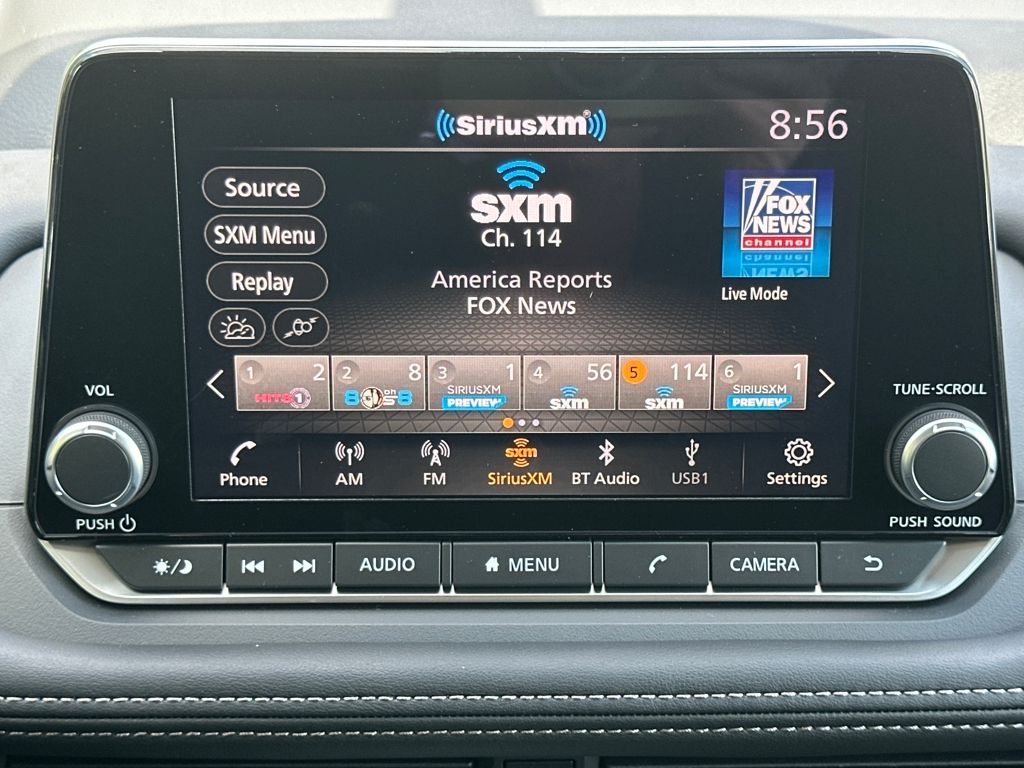 SiriusXM®
8:56
Source
SXM Menu
Replay
sxm
Ch. 114
America Reports
FOX News
FOX
NEWS
channel
Live Mode
1 2
HITS 1
2 8
3 1
SIRIUSXM
PREVIEW
4 56
sxm
5 114
sxm
6 1
SIRIUSXM
PREVIEW
VOL
PUSH
TUNE·SCROLL
PUSH SOUND
Phone
AM
FM
sxm
SiriusXM
BT Audio
USB1
Settings
AUDIO
MENU
CAMERA